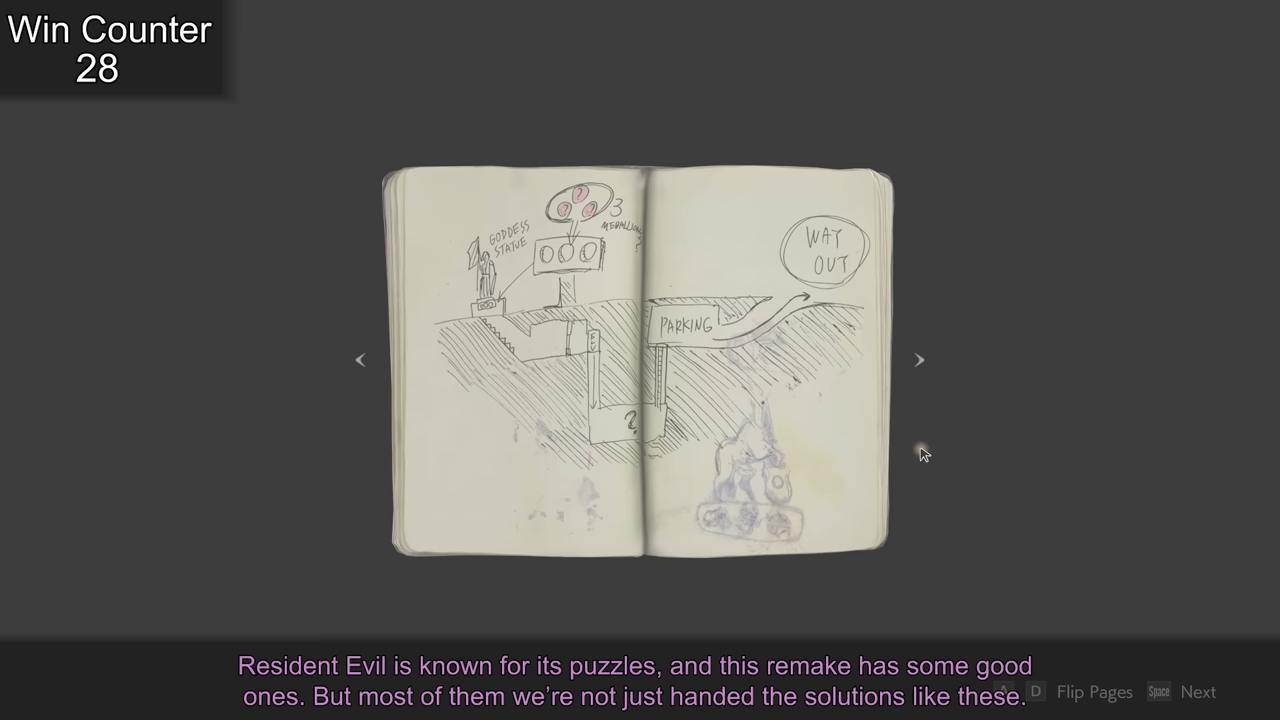 Win Counter
28
3
MEDALLIONS
?
? ? ?
GODDESS
STATUE
WAY
OUT
PARKING
ELV
?
Resident Evil is known for its puzzles, and this remake has some good
ones. But most of them we're not just handed the solutions like these.
D Flip Pages Space Next